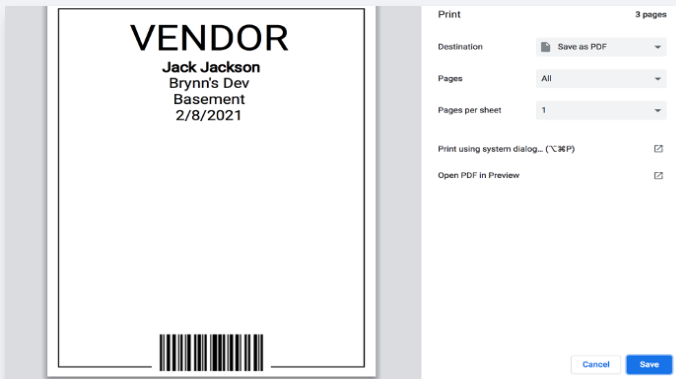 VENDOR
Jack Jackson
Brynn's Dev
Basement
2/8/2021
Print
3 pages
Destination
Save as PDF
Pages
All
Pages per sheet
1
Print using system dialog... (⌥⌘P)
Open PDF in Preview
Cancel
Save